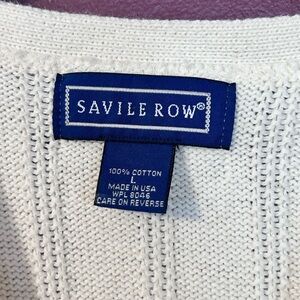 SAVILE ROW®
100% COTTON
L
MADE IN USA
WPL 8046
CARE ON REVERSE